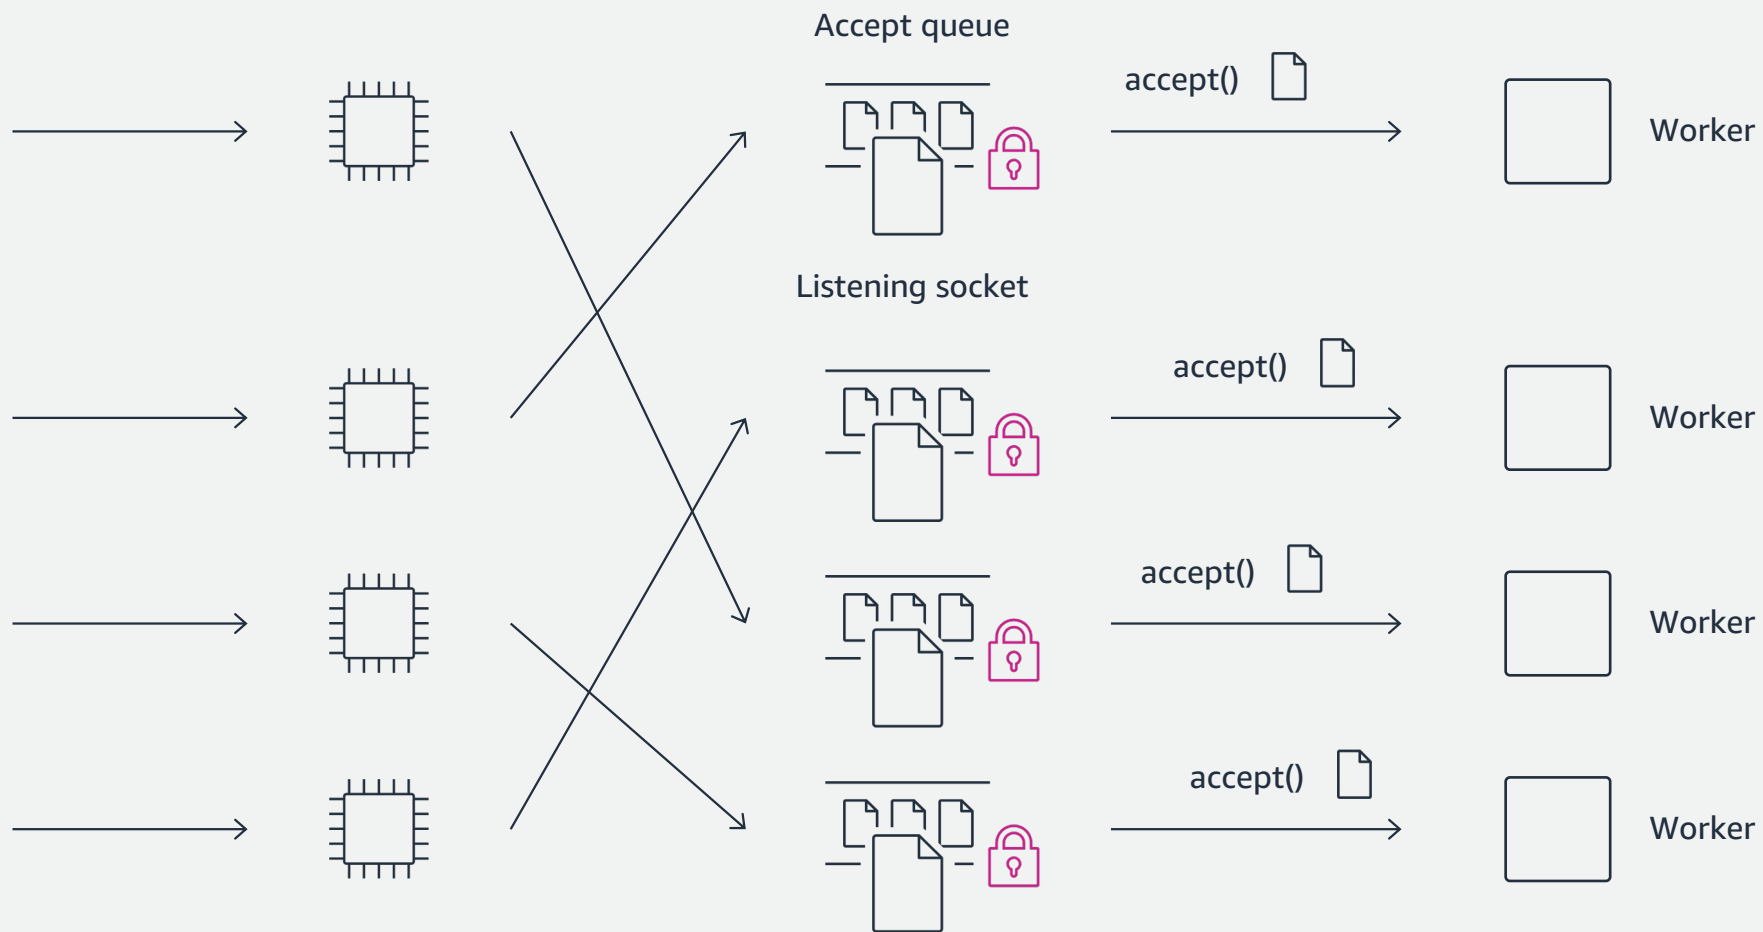 Accept queue
accept()
Worker
Listening socket
accept()
Worker
accept()
Worker
accept()
Worker